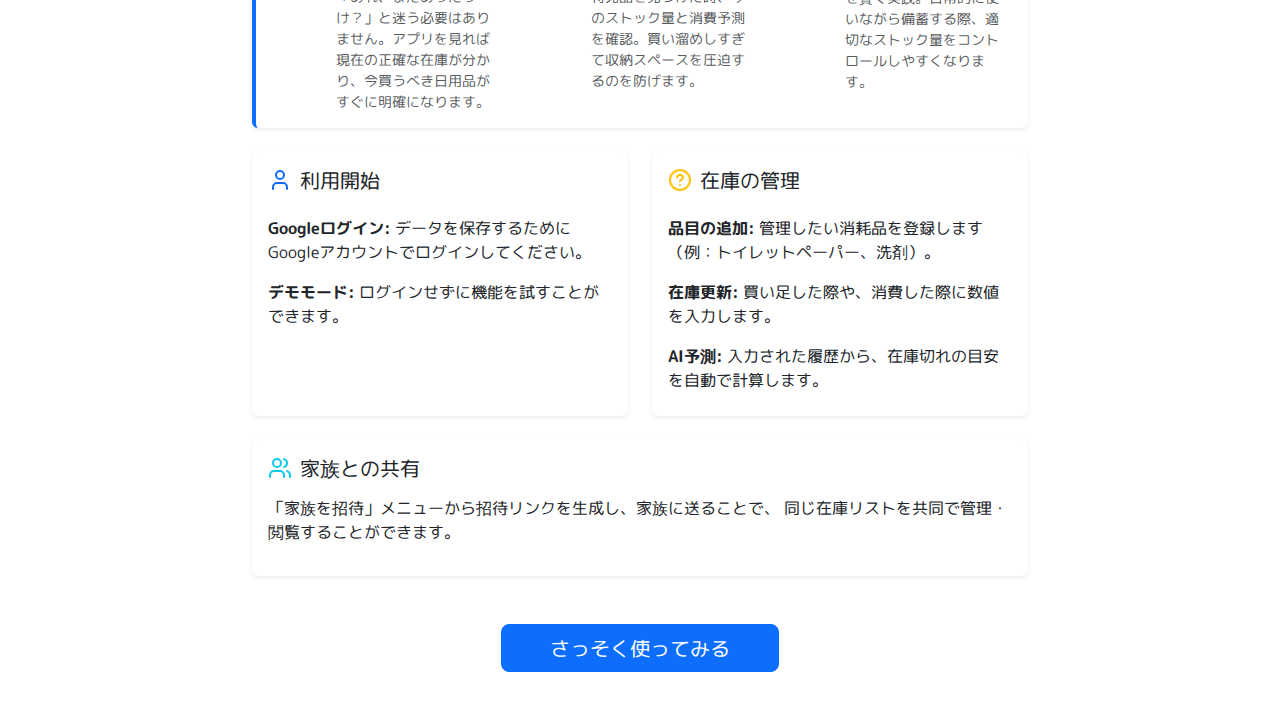 け？」と迷う必要はあり
ません。アプリを見れば
現在の正確な在庫が分か
り、今買うべき日用品が
すぐに明確になります。
のストック量と消費予測
を確認。買い溜めしすぎ
て収納スペースを圧迫す
るのを防げます。
いながら備蓄する際、適
切なストック量をコント
ロールしやすくなりま
す。
利用開始
Googleログイン: データを保存するために
Googleアカウントでログインしてください。
デモモード: ログインせずに機能を試すことが
できます。
在庫の管理
品目の追加: 管理したい消耗品を登録します
（例：トイレットペーパー、洗剤）。
在庫更新: 買い足した際や、消費した際に数値
を入力します。
AI予測: 入力された履歴から、在庫切れの目安
を自動で計算します。
家族との共有
「家族を招待」メニューから招待リンクを生成し、家族に送ることで、 同じ在庫リストを共同で管理・
閲覧することができます。
さっそく使ってみる